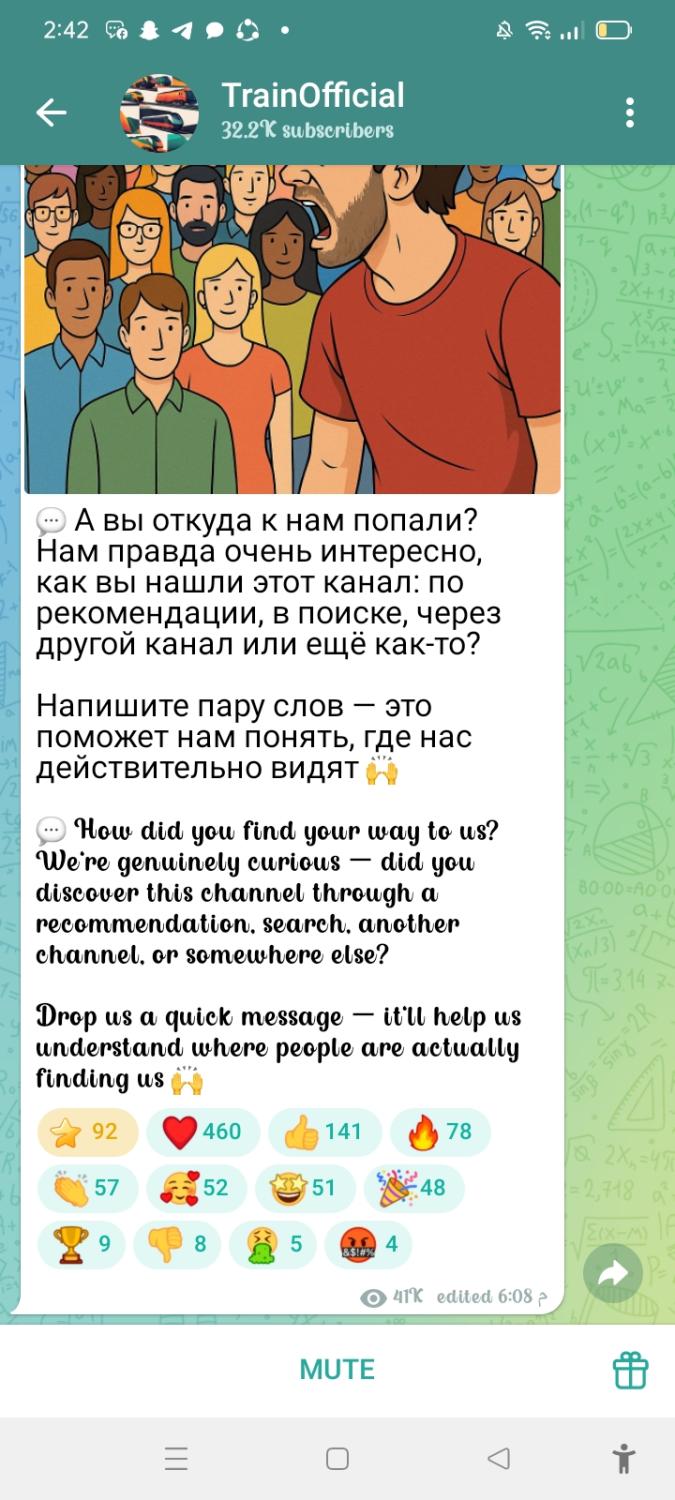 2:42
TrainOfficial
32.2K subscribers
💬 А вы откуда к нам попали?
Нам правда очень интересно,
как вы нашли этот канал: по
рекомендации, в поиске, через
другой канал или ещё как-то?
Напишите пару слов — это
поможет нам понять, где нас
действительно видят 🙌
💬 How did you find your way to us?
We're genuinely curious — did you
discover this channel through a
recommendation, search, another
channel, or somewhere else?
Drop us a quick message — it'll help us
understand where people are actually
finding us 🙌
⭐ 92 ❤️ 460 👍 141 🔥 78
👏 57 🥰 52 🤩 51 🎉 48
🏆 9 👎 8 🤮 5 🤬 4
41K edited 6:08 م
MUTE